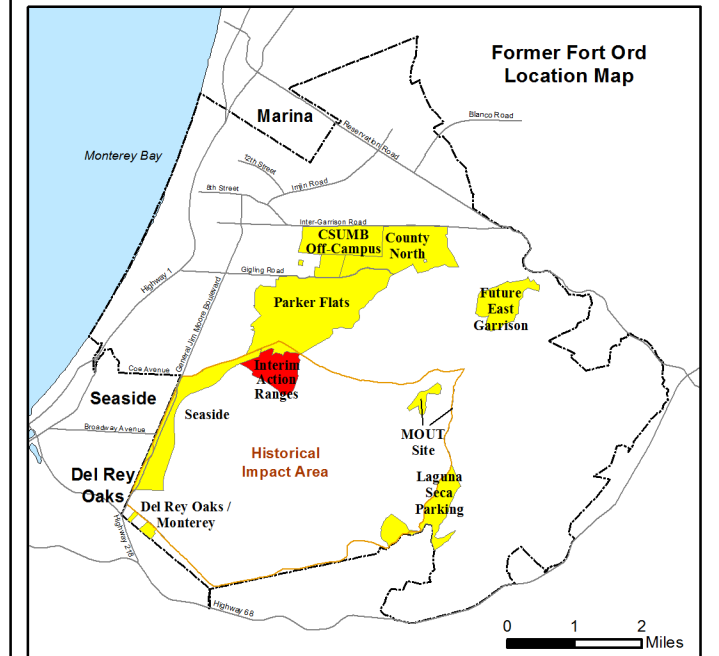 Former Fort Ord
Location Map
Marina
Blanco Road
Reservation Road
Monterey Bay
12th Street
Imjin Road
8th Street
Inter-Garrison Road
CSUMB
Off-Campus
County
North
Gigling Road
Highway 1
General Jim Moore Boulevard
Parker Flats
Future
East
Garrison
Coe Avenue
Interim
Action
Ranges
Seaside
Seaside
Broadway Avenue
MOUT
Site
Historical
Impact Area
Del Rey
Oaks
Laguna
Seca
Parking
Del Rey Oaks /
Monterey
Highway 218
Highway 68
0 1 2
Miles